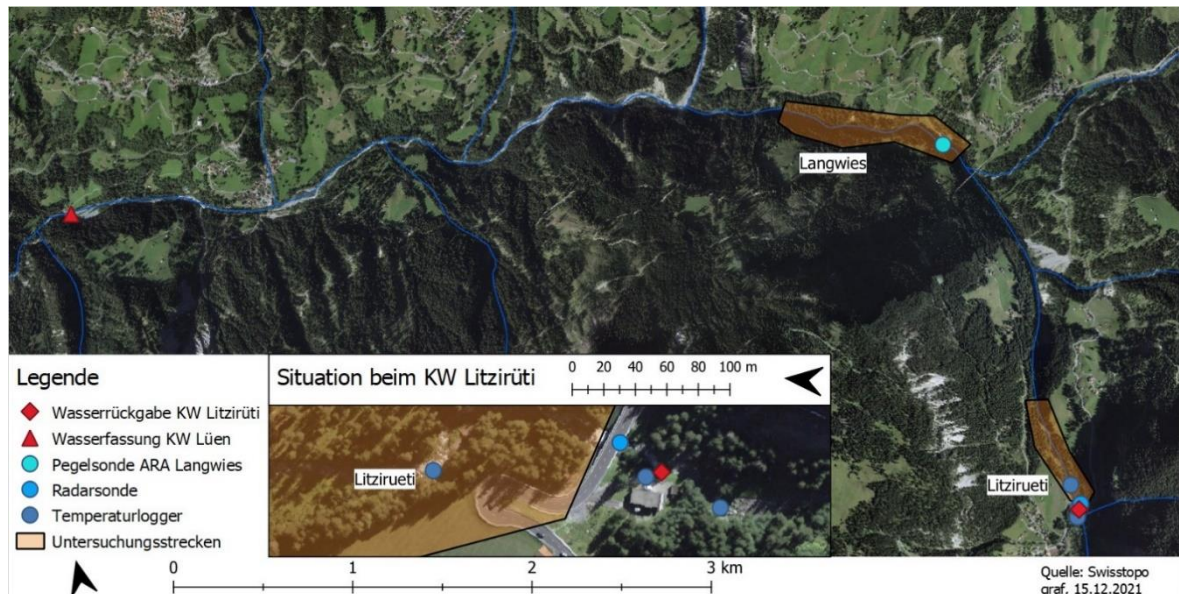 Langwies
Litzirueti
Legende
Wasserrückgabe KW Litzirüti
Wasserfassung KW Lüen
Pegelsonde ARA Langwies
Radarsonde
Temperaturlogger
Untersuchungsstrecken
Situation beim KW Litzirüti
0 20 40 60 80 100 m
Litzirueti
0 1 2 3 km
Quelle: Swisstopo
graf, 15.12.2021